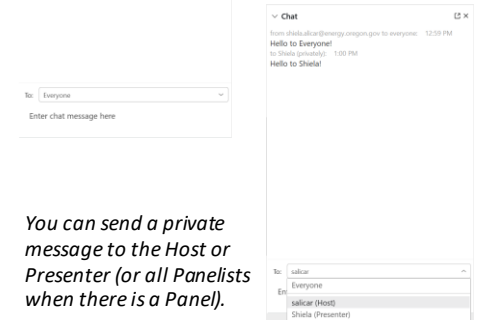 Chat
from shiela.alicar@energy.oregon.gov to everyone: 12:59 PM
Hello to Everyone!
to Shiela (privately): 1:00 PM
Hello to Shiela!
To: Everyone
Enter chat message here
You can send a private
message to the Host or
Presenter (or all Panelists
when there is a Panel).
To: salicar
Everyone
En
salicar (Host)
Shiela (Presenter)